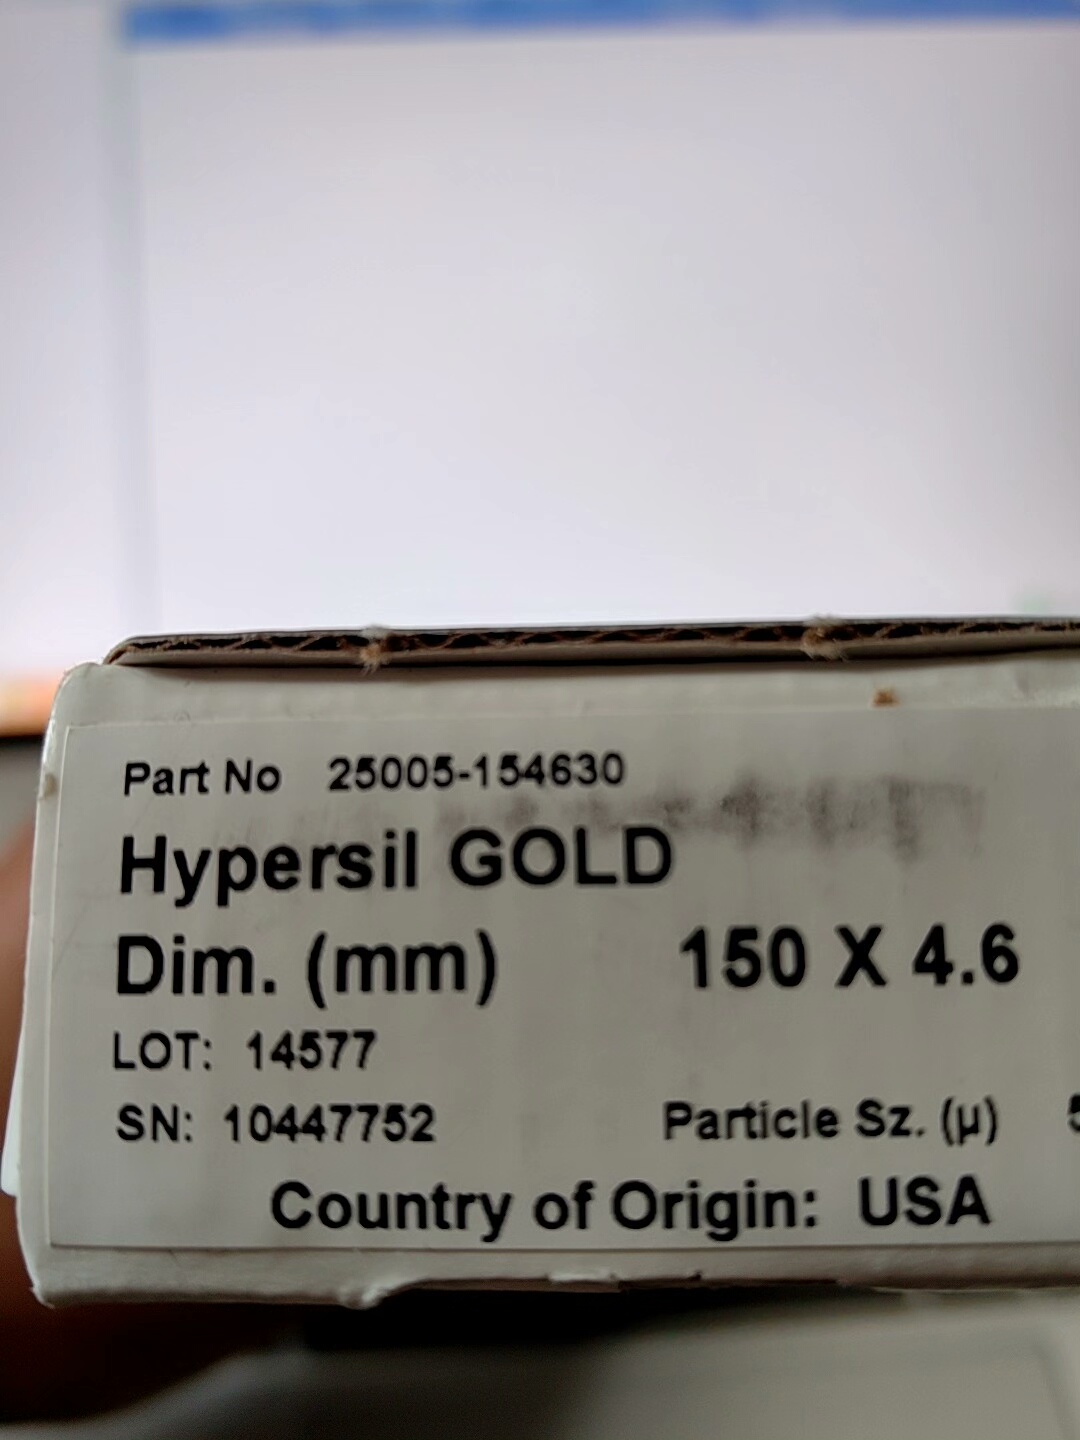 Part No 25005-154630
Hypersil GOLD
Dim. (mm) 150 X 4.6
LOT: 14577
SN: 10447752 Particle Sz. (µ) 5
Country of Origin: USA